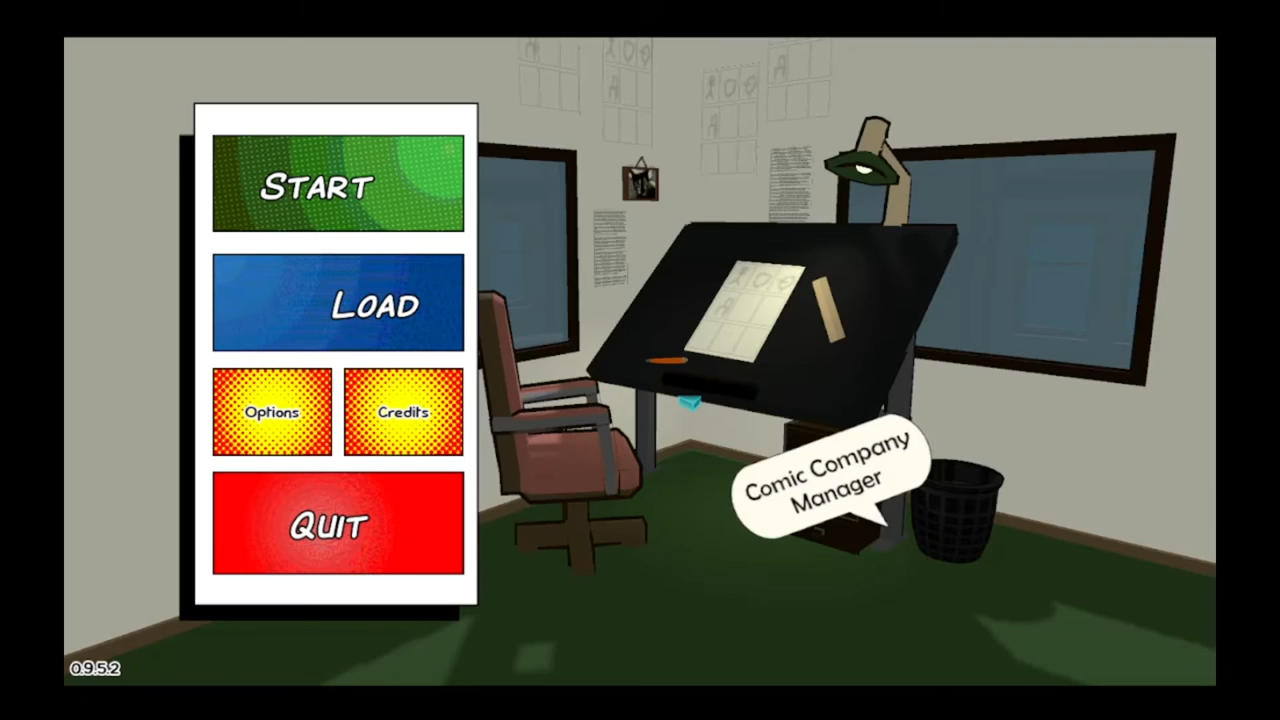 START
LOAD
Options
Credits
QUIT
Comic Company
Manager
0.9.5.2